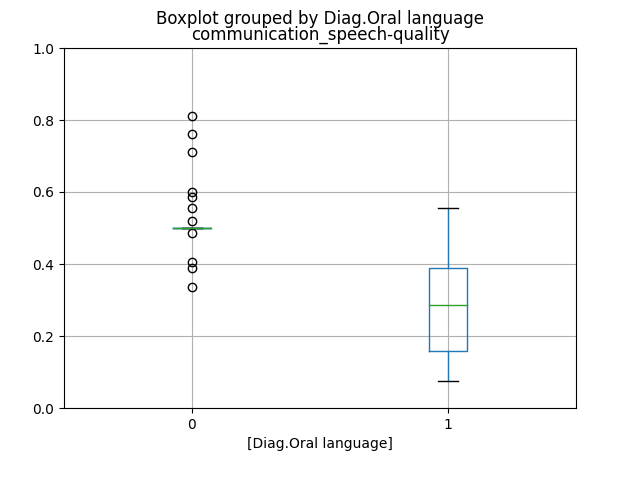 Boxplot grouped by Diag.Oral language
communication_speech-quality
1.0
0.8
0.6
0.4
0.2
0.0
0 1
[Diag.Oral language]